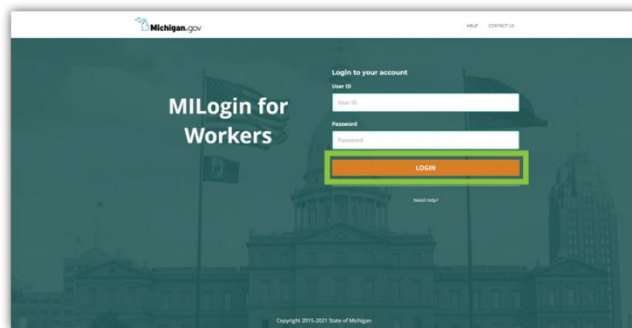 Michigan.gov
HELP CONTACT US
MILogin for
Workers
Login to your account
User ID
User ID
Password
Password
LOGIN
Need Help?
Copyright 2015-2021 State of Michigan